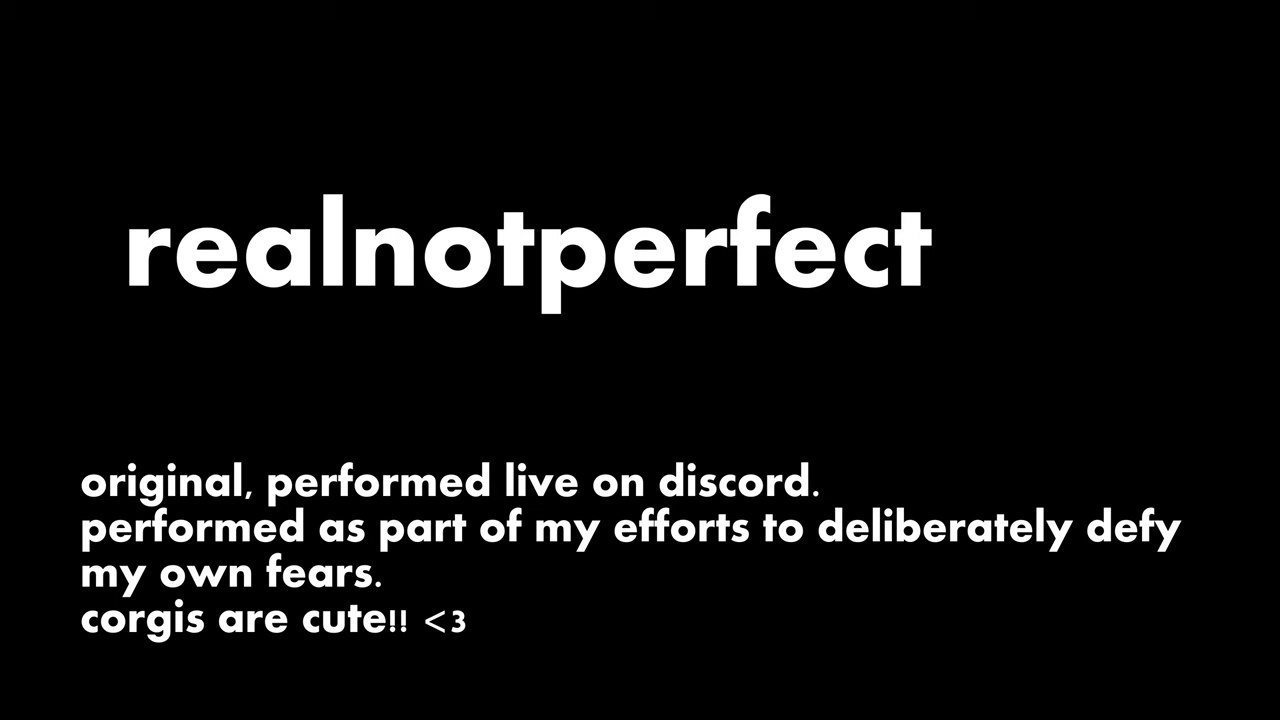 realnotperfect
original, performed live on discord.
performed as part of my efforts to deliberately defy
my own fears.
corgis are cute!! <3